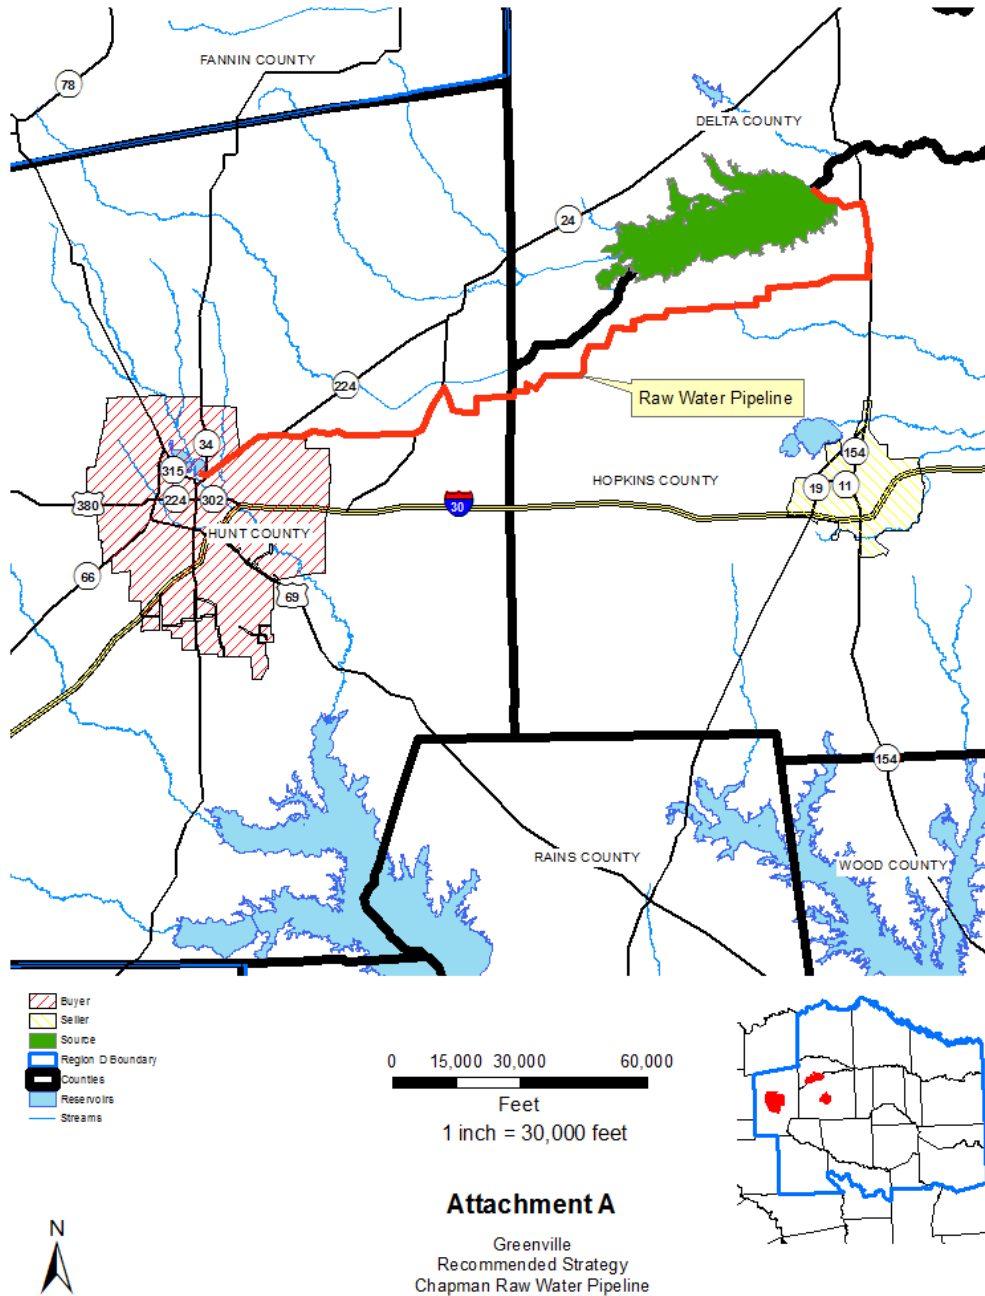 FANNIN COUNTY
78
DELTA COUNTY
24
224
Raw Water Pipeline
34
315
154
380
224
302
HOPKINS COUNTY
19
11
30
HUNT COUNTY
66
69
154
RAINS COUNTY
WOOD COUNTY
Buyer
Seller
Source
Region D Boundary
Counties
Reservoirs
Streams
0 15,000 30,000 60,000
Feet
1 inch = 30,000 feet
Attachment A
Greenville
Recommended Strategy
Chapman Raw Water Pipeline
N